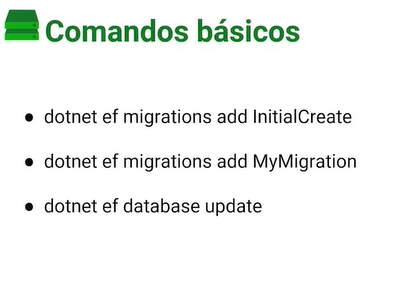 Comandos básicos
● dotnet ef migrations add InitialCreate
● dotnet ef migrations add MyMigration
● dotnet ef database update